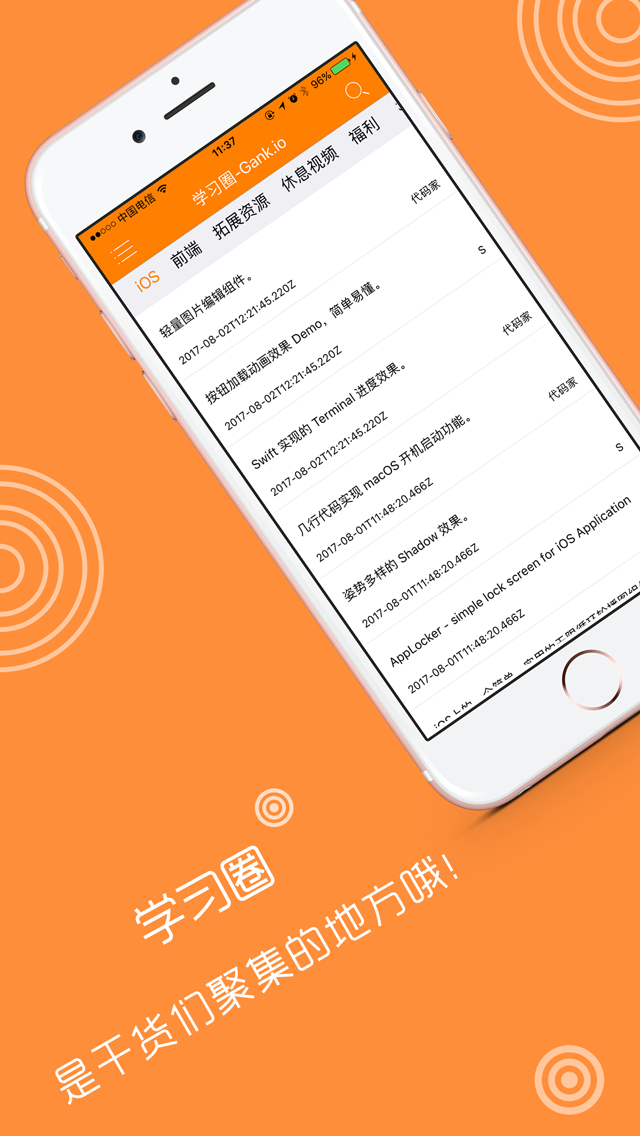 中国电信 11:37 96%
学习圈-Gank.io
iOS 前端 拓展资源 休息视频 福利
轻量图片编辑组件。
2017-08-02T12:21:45.220Z 代码家
按钮加载动画效果 Demo，简单易懂。
2017-08-02T12:21:45.220Z S
Swift 实现的 Terminal 进度效果。
2017-08-02T12:21:45.220Z 代码家
几行代码实现 macOS 开机启动功能。
2017-08-01T11:48:20.466Z 代码家
姿势多样的 Shadow 效果。
2017-08-01T11:48:20.466Z S
AppLocker - simple lock screen for iOS Application
2017-08-01T11:48:20.466Z
学习圈
是干货们聚集的地方哦！